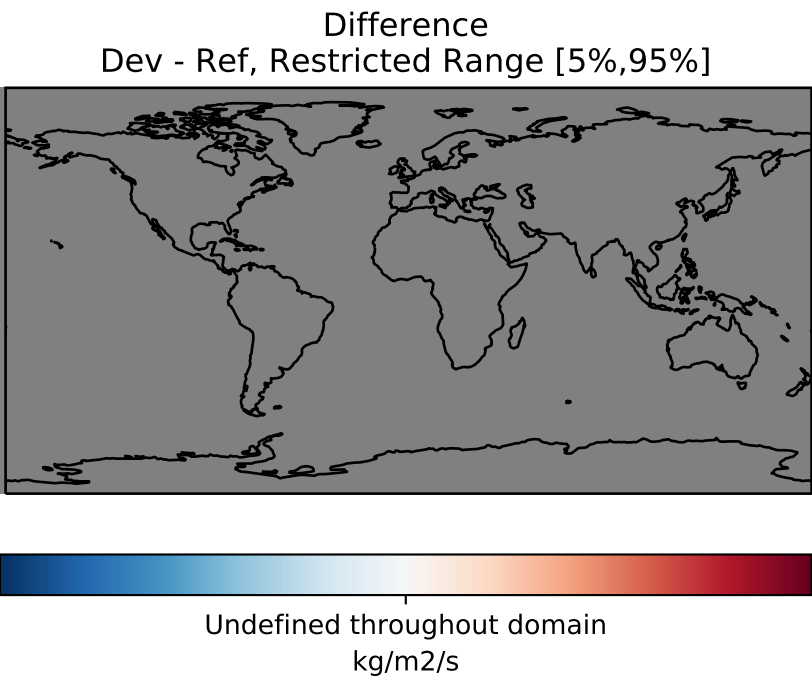 Difference
Dev - Ref, Restricted Range [5%,95%]
Undefined throughout domain
kg/m2/s